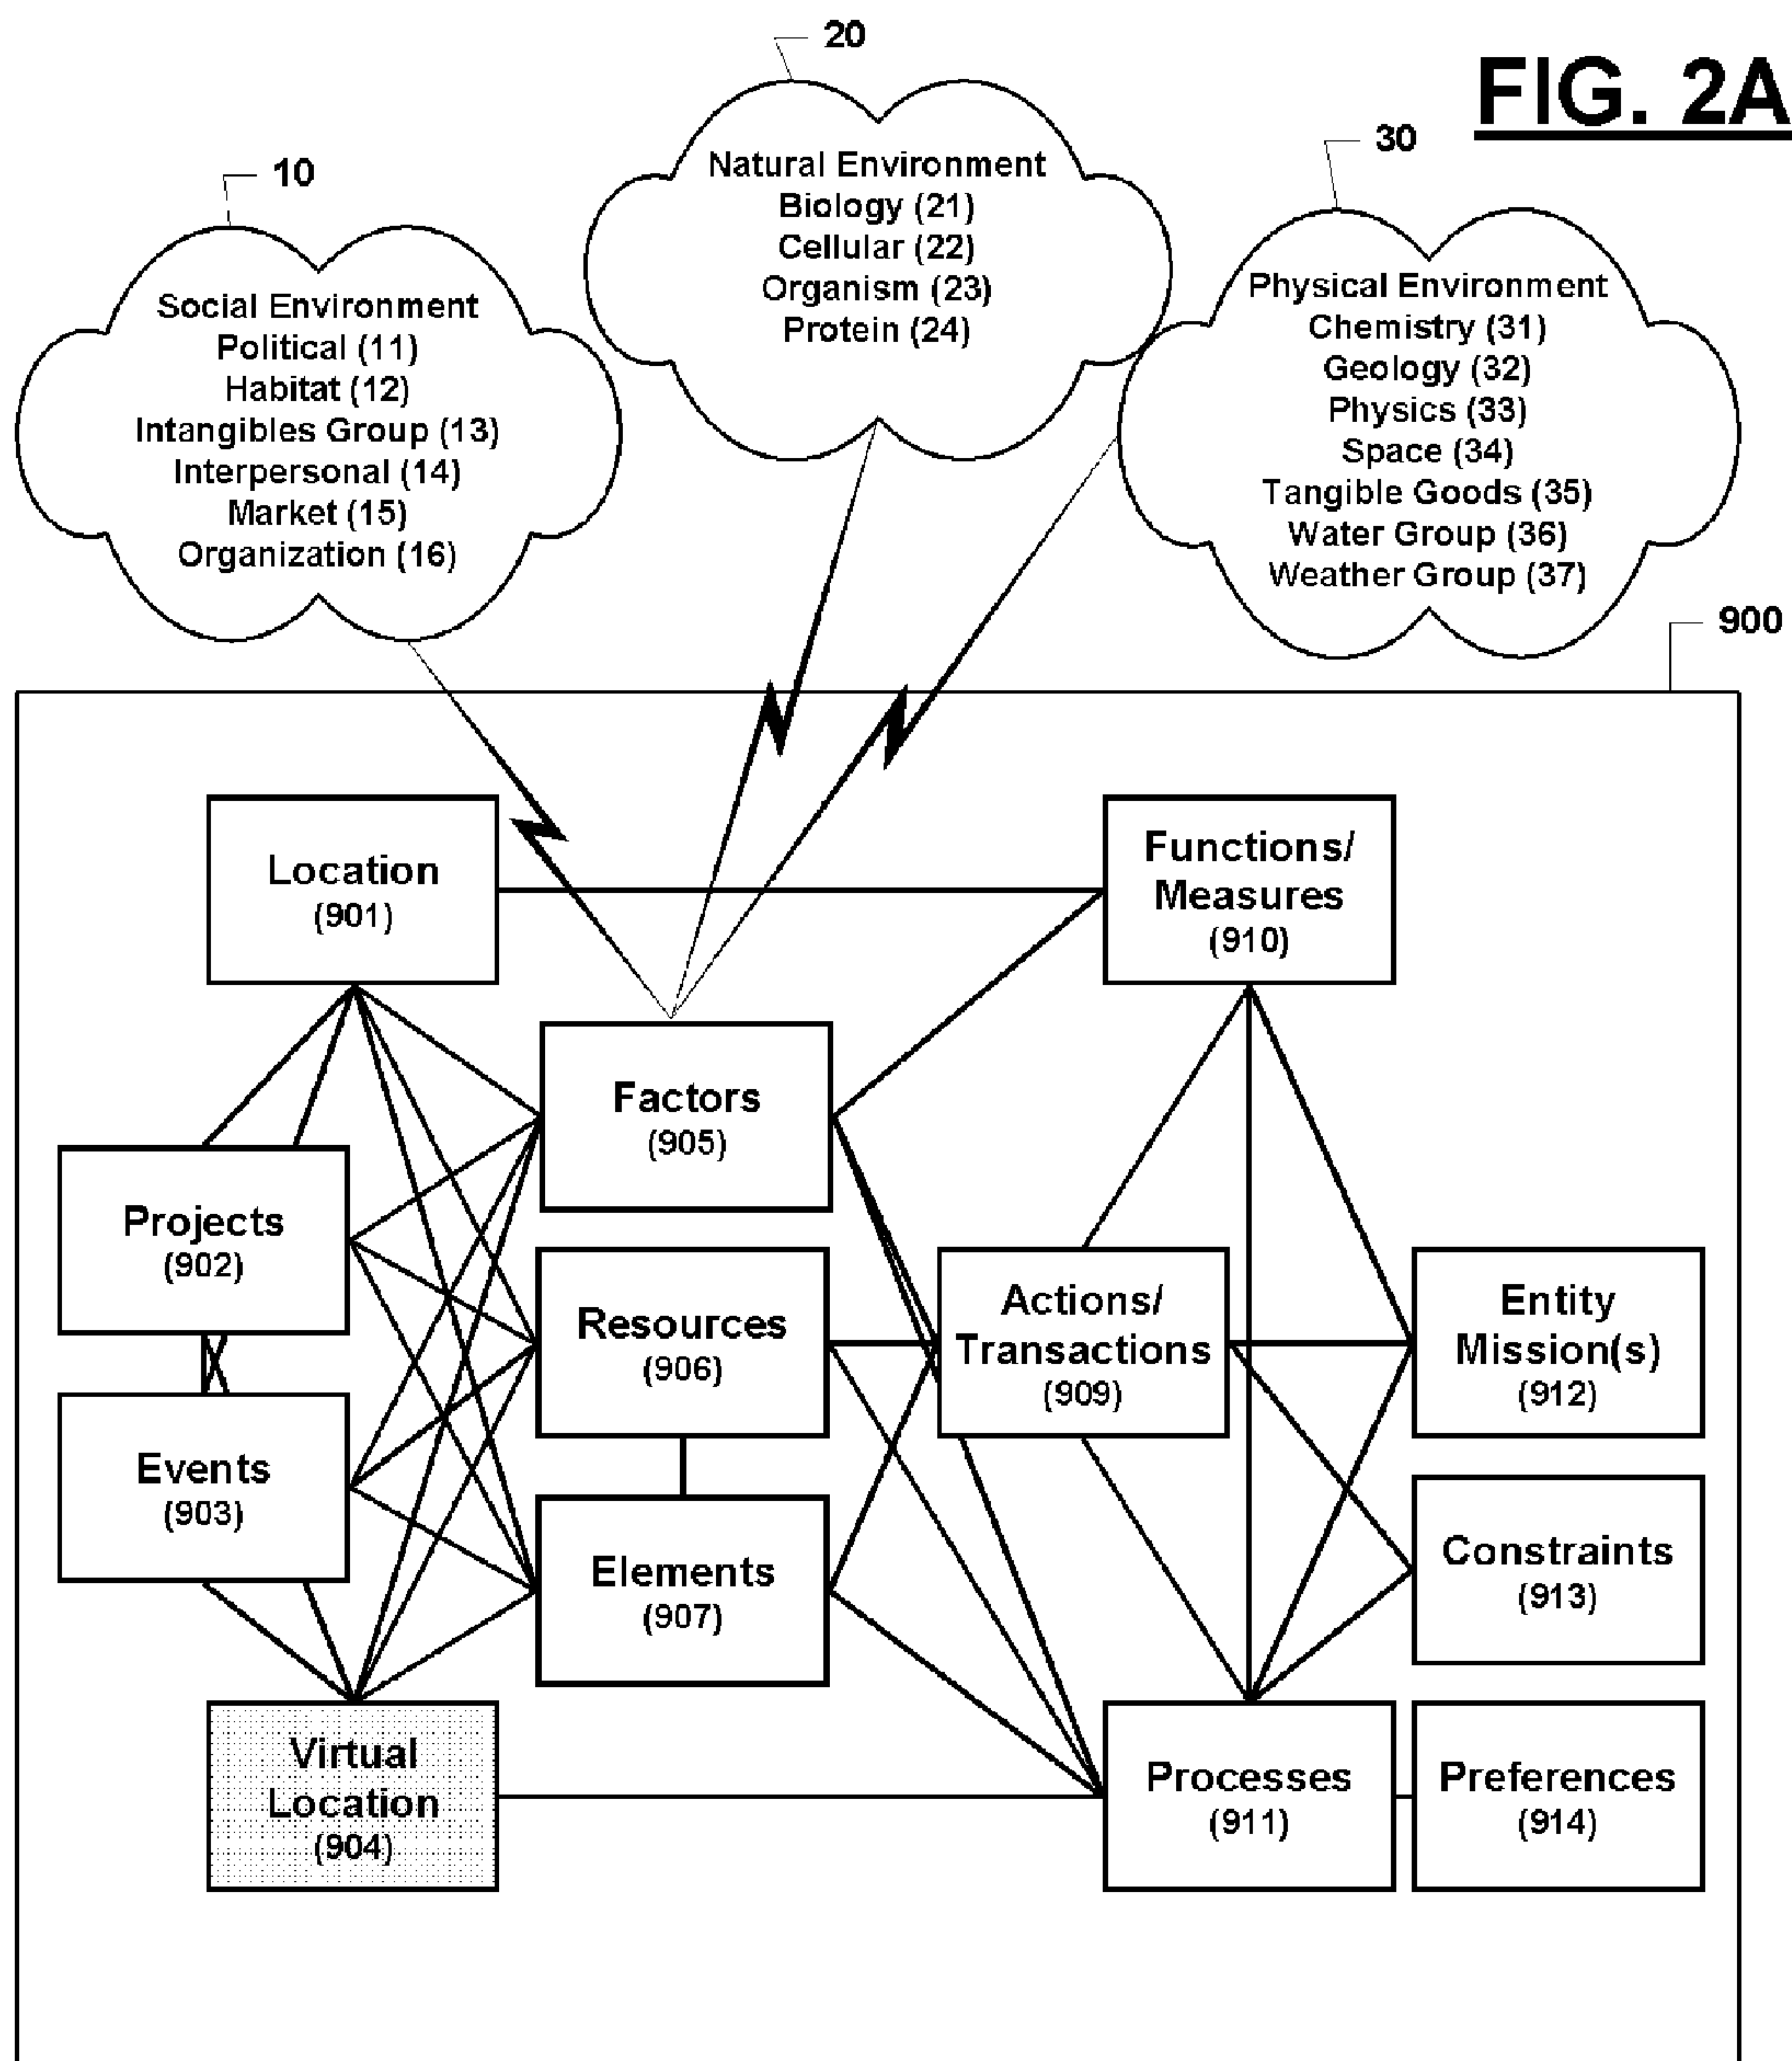 20
FIG. 2A
30
10
Natural Environment
Biology (21)
Cellular (22)
Organism (23)
Protein (24)
Social Environment
Political (11)
Habitat (12)
Intangibles Group (13)
Interpersonal (14)
Market (15)
Organization (16)
Physical Environment
Chemistry (31)
Geology (32)
Physics (33)
Space (34)
Tangible Goods (35)
Water Group (36)
Weather Group (37)
900
Location
(901)
Functions/
Measures
(910)
Factors
(905)
Projects
(902)
Resources
(906)
Actions/
Transactions
(909)
Entity
Mission(s)
(912)
Events
(903)
Elements
(907)
Constraints
(913)
Virtual
Location
(904)
Processes
(911)
Preferences
(914)